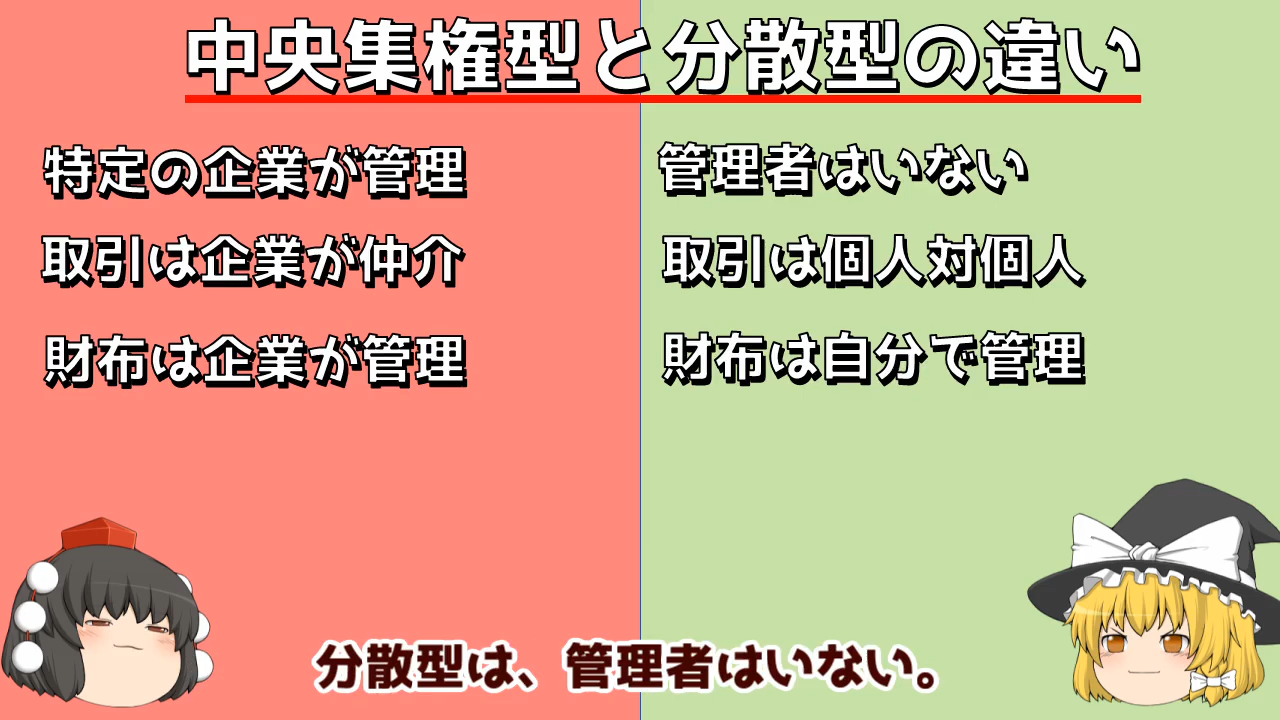 中央集権型と分散型の違い
特定の企業が管理
取引は企業が仲介
財布は企業が管理
管理者はいない
取引は個人対個人
財布は自分で管理
分散型は、管理者はいない。